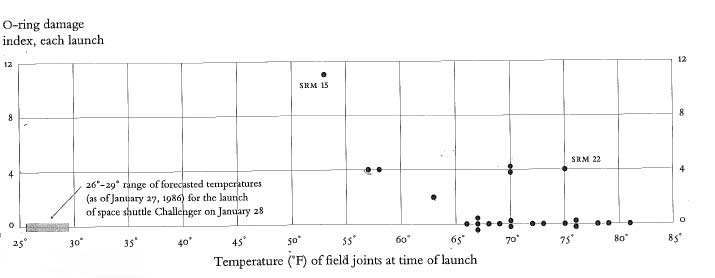 O-ring damage
index, each launch
12
12
SRM 15
8
8
SRM 22
4
4
26°–29° range of forecasted temperatures
(as of January 27, 1986) for the launch
of space shuttle Challenger on January 28
0
0
25° 30° 35° 40° 45° 50° 55° 60° 65° 70° 75° 80° 85°
Temperature (°F) of field joints at time of launch